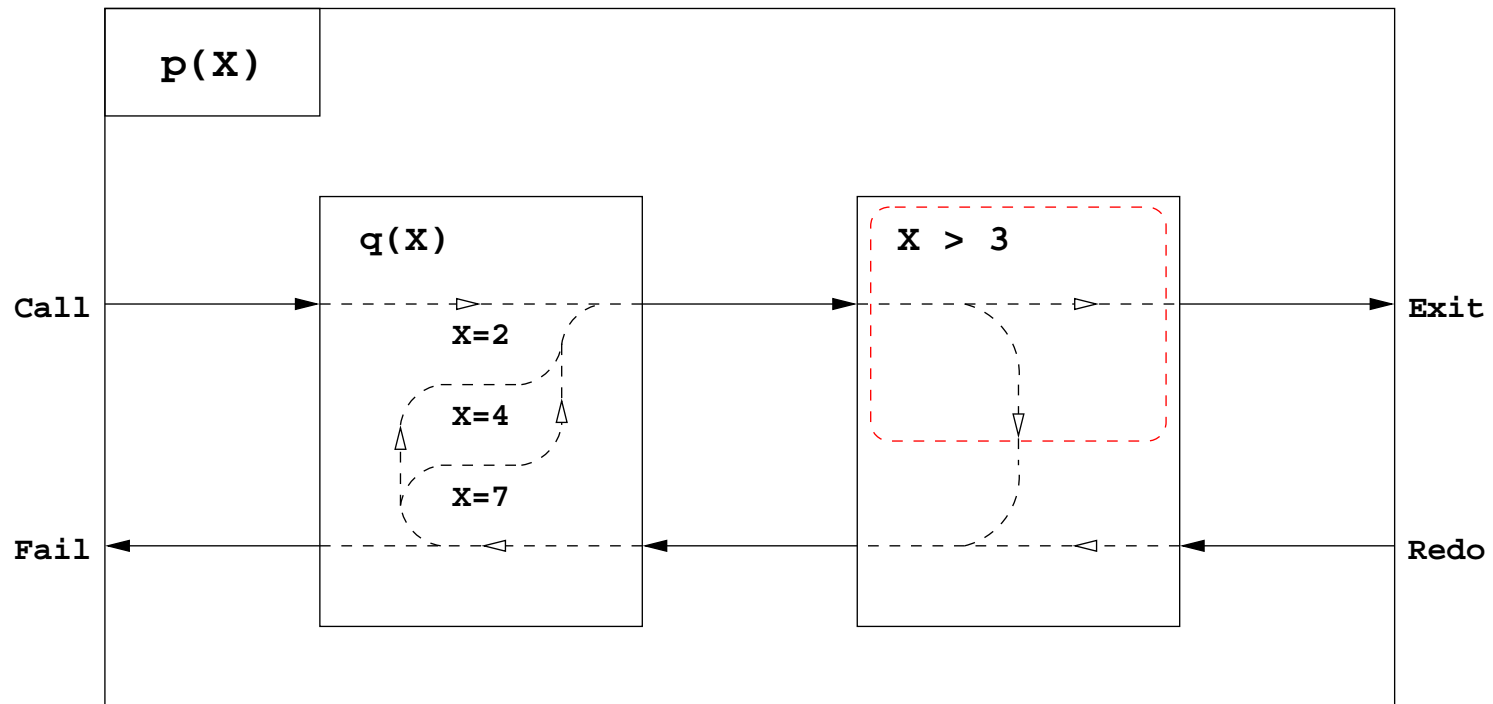 p(X)
q(X)
X > 3
Call
Exit
X=2
X=4
X=7
Fail
Redo